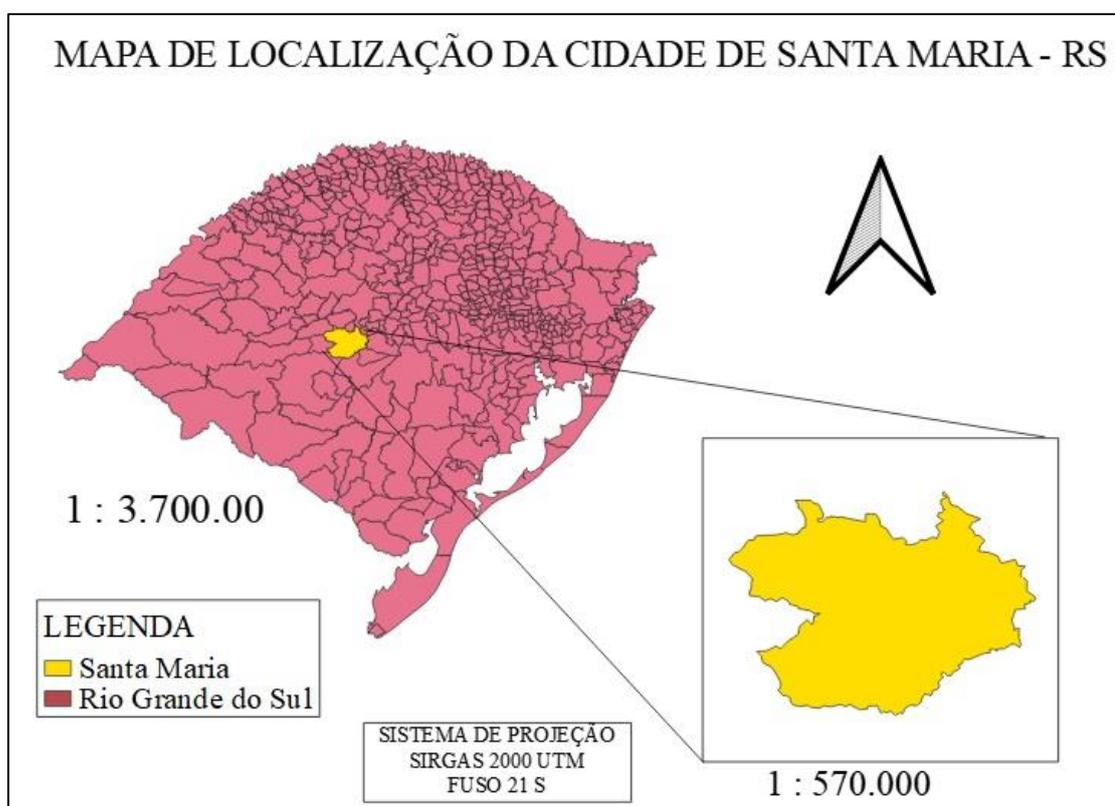 MAPA DE LOCALIZAÇÃO DA CIDADE DE SANTA MARIA - RS
1 : 3.700.00
LEGENDA
Santa Maria
Rio Grande do Sul
SISTEMA DE PROJEÇÃO
SIRGAS 2000 UTM
FUSO 21 S
1 : 570.000